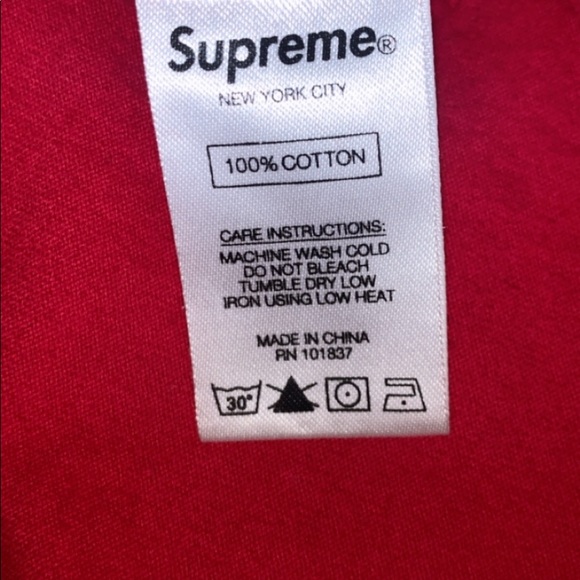 Supreme®
NEW YORK CITY
100% COTTON
CARE INSTRUCTIONS:
MACHINE WASH COLD
DO NOT BLEACH
TUMBLE DRY LOW
IRON USING LOW HEAT
MADE IN CHINA
RN 101837
30°